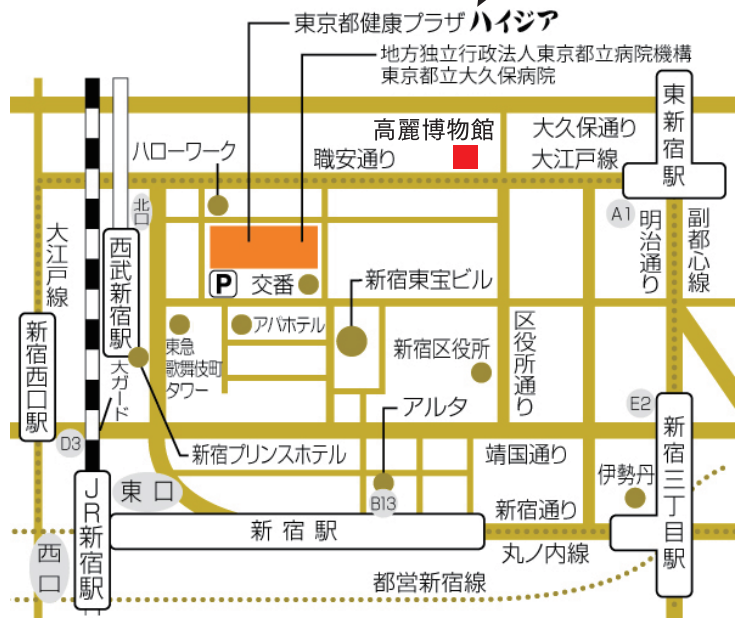 東京都健康プラザ ハイジア
地方独立行政法人東京都立病院機構
東京都立大久保病院
東新宿駅
高麗博物館
大久保通り
ハローワーク
職安通り
大江戸線
北口
A1
明治通り
副都心線
大江戸線
西武新宿駅
P
交番
新宿東宝ビル
新宿西口駅
大ガード
東急
歌舞伎町
タワー
アパホテル
新宿区役所
区役所通り
アルタ
E2
D3
新宿プリンスホテル
靖国通り
新宿三丁目駅
伊勢丹
JR新宿駅
東口
B13
新宿通り
新宿駅
西口
丸ノ内線
都営新宿線